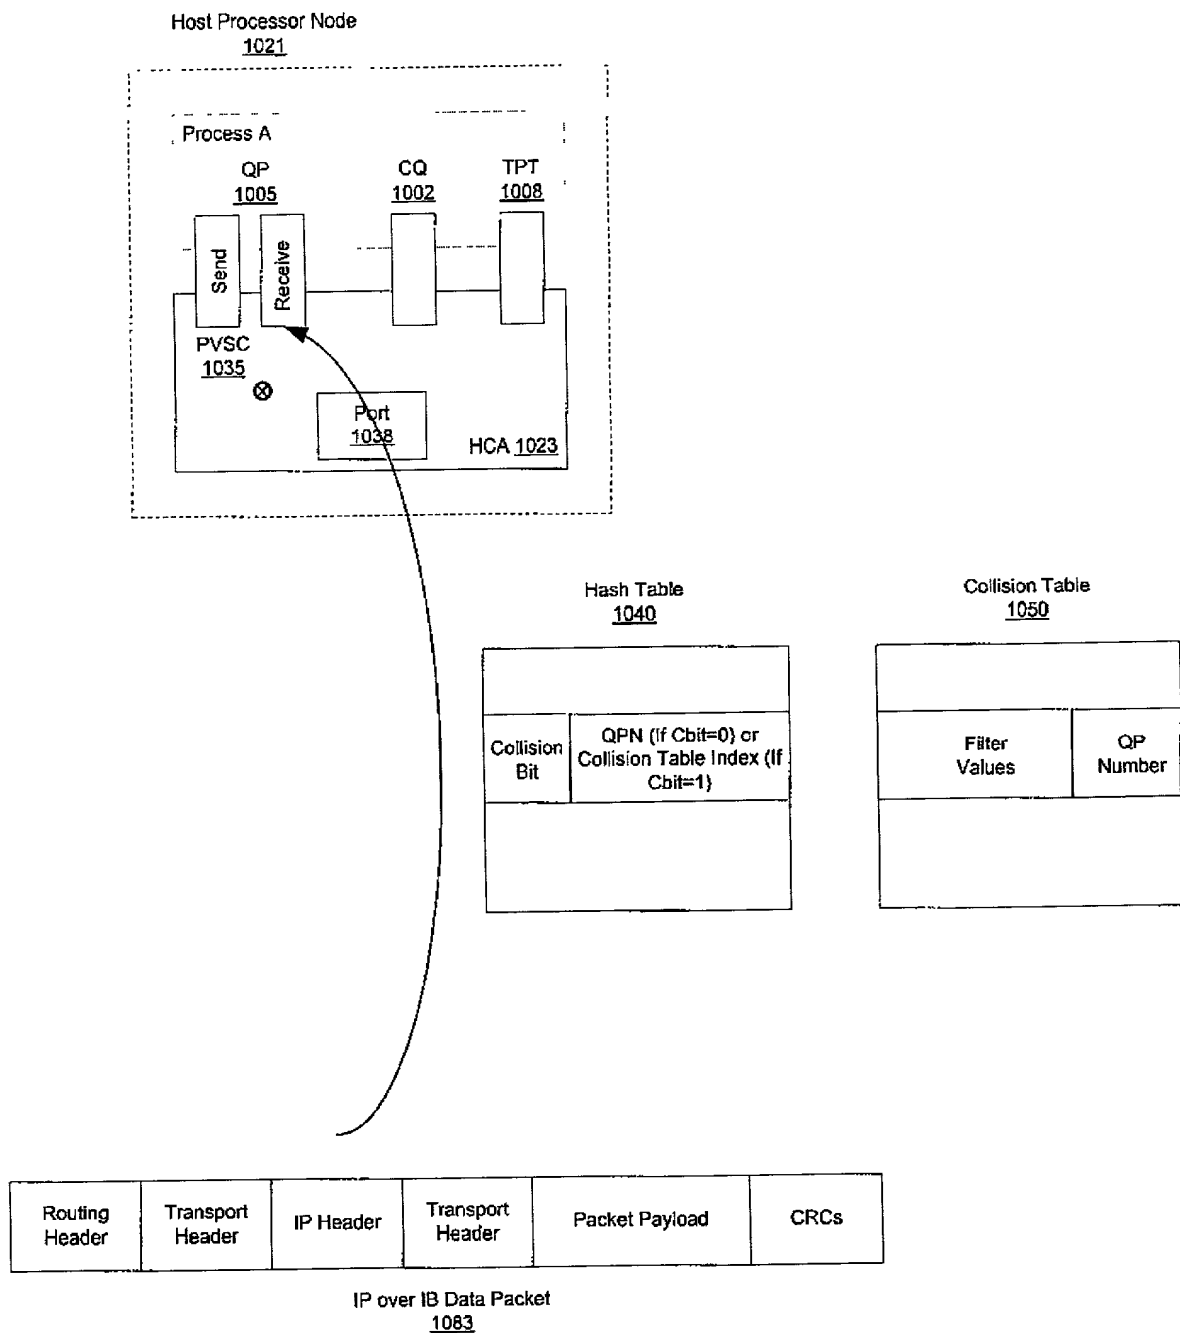 Host Processor Node
1021
Process A
QP
1005
CQ
1002
TPT
1008
Send
Receive
PVSC
1035
Port
1038
HCA 1023
Hash Table
1040
Collision Table
1050
Collision
Bit
QPN (If Cbit=0) or
Collision Table Index (If
Cbit=1}
Filter
Values
QP
Number
Routing
Header
Transport
Header
IP Header
Transport
Header
Packet Payload
CRCs
IP over IB Data Packet
1083